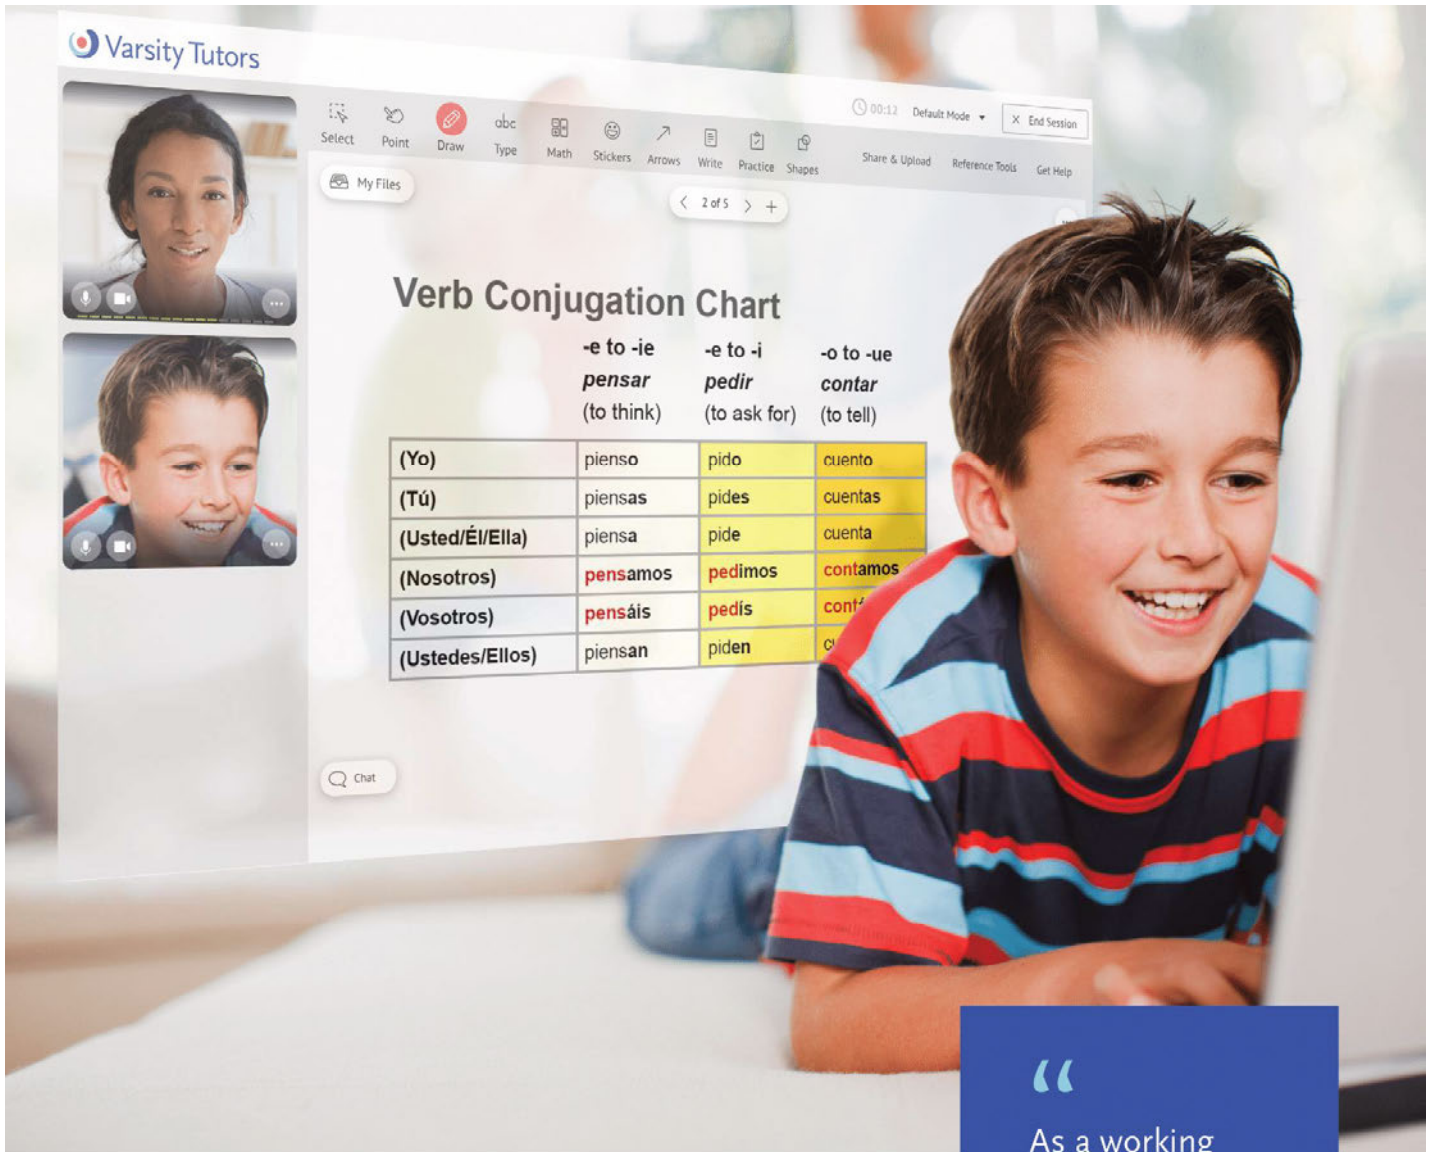 Varsity Tutors
00:12 Default Mode X End Session
Select Point Draw abc Type Math Stickers Arrows Write Practice Shapes Share & Upload Reference Tools Get Help
My Files
< 2 of 5 > +
Verb Conjugation Chart
-e to -ie -e to -i -o to -ue
pensar pedir contar
(to think) (to ask for) (to tell)
(Yo) pienso pido cuento
(Tú) piensas pides cuentas
(Usted/Él/Ella) piensa pide cuenta
(Nosotros) pensamos pedimos contamos
(Vosotros) pensáis pedís
(Ustedes/Ellos) piensan piden
Chat
“
As a working